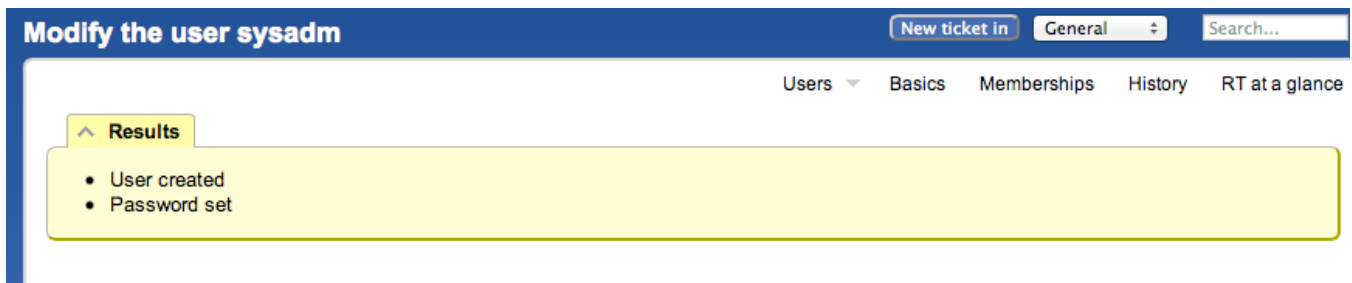 Modify the user sysadm New ticket in General Search...
Users Basics Memberships History RT at a glance
Results
User created
Password set